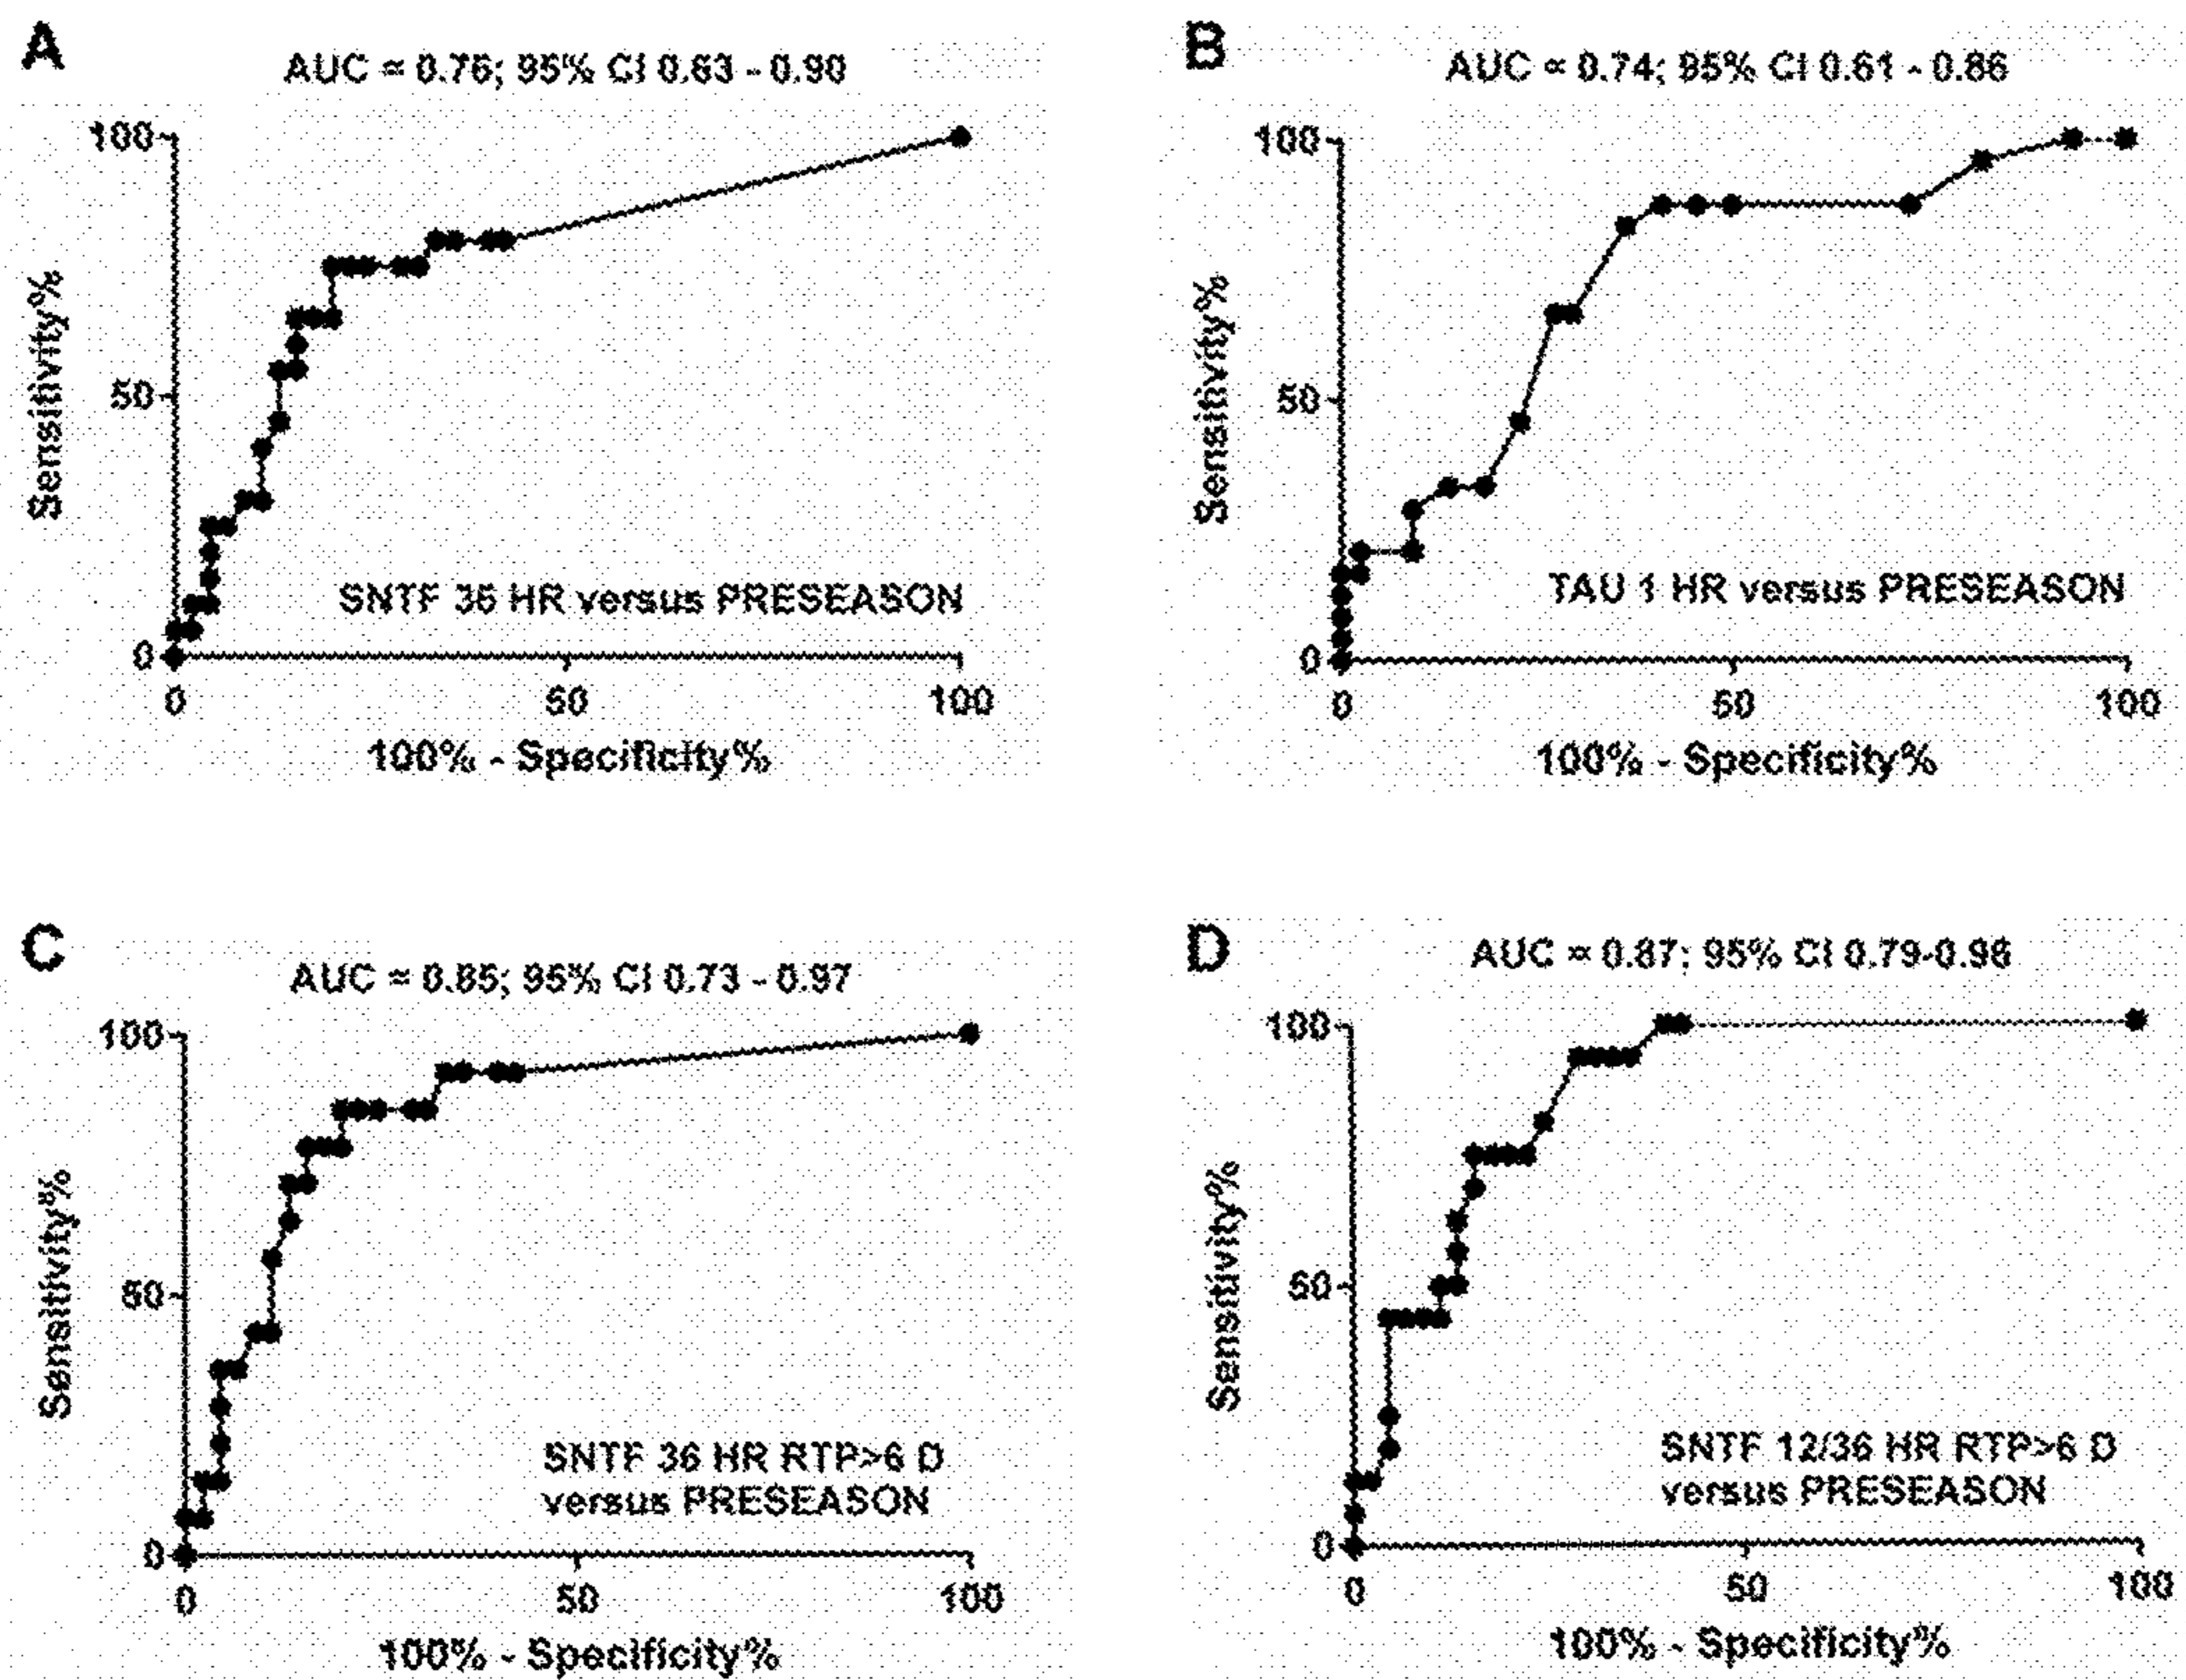 A
AUC = 0.76; 95% CI 0.63 - 0.90
100
50
0
0
50
100
Sensitivity%
100% - Specificity%
SNTF 36 HR versus PRESEASON
B
AUC = 0.74; 95% CI 0.61 - 0.86
100
50
0
0
50
100
Sensitivity%
100% - Specificity%
TAU 1 HR versus PRESEASON
C
AUC = 0.85; 95% CI 0.73 - 0.97
100
50
0
0
50
100
Sensitivity%
100% - Specificity%
SNTF 36 HR RTP>6 D
versus PRESEASON
D
AUC = 0.87; 95% CI 0.79-0.96
100
50
0
0
50
100
Sensitivity%
100% - Specificity%
SNTF 12/36 HR RTP>6 D
versus PRESEASON